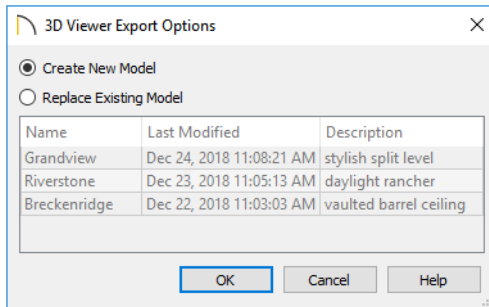 3D Viewer Export Options
Create New Model
Replace Existing Model
Name Last Modified Description
Grandview Dec 24, 2018 11:08:21 AM stylish split level
Riverstone Dec 23, 2018 11:05:13 AM daylight rancher
Breckenridge Dec 22, 2018 11:03:03 AM vaulted barrel ceiling
OK Cancel Help